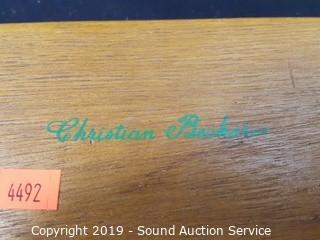 Christian Becker
4492
Copyright 2019 - Sound Auction Service